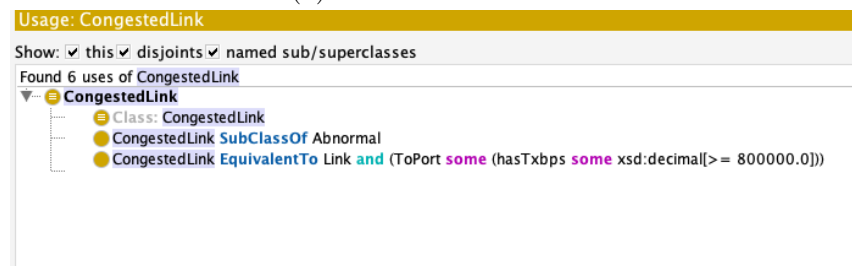 Usage: CongestedLink
Show: this disjoints named sub/superclasses
Found 6 uses of CongestedLink
CongestedLink
Class: CongestedLink
CongestedLink SubClassOf Abnormal
CongestedLink EquivalentTo Link and (ToPort some (hasTxbps some xsd:decimal[>= 800000.0]))